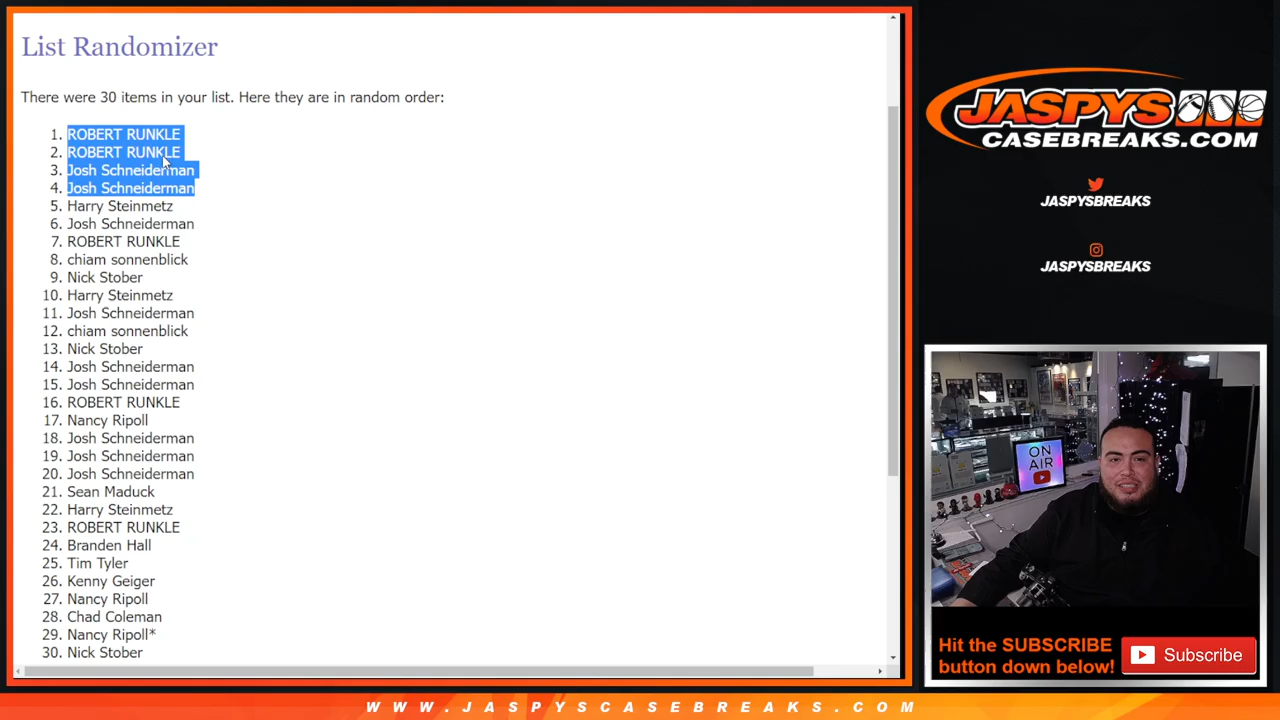 List Randomizer
There were 30 items in your list. Here they are in random order:
1. ROBERT RUNKLE
2. ROBERT RUNKLE
3. Josh Schneiderman
4. Josh Schneiderman
5. Harry Steinmetz
6. Josh Schneiderman
7. ROBERT RUNKLE
8. chiam sonnenblick
9. Nick Stober
10. Harry Steinmetz
11. Josh Schneiderman
12. chiam sonnenblick
13. Nick Stober
14. Josh Schneiderman
15. Josh Schneiderman
16. ROBERT RUNKLE
17. Nancy Ripoll
18. Josh Schneiderman
19. Josh Schneiderman
20. Josh Schneiderman
21. Sean Maduck
22. Harry Steinmetz
23. ROBERT RUNKLE
24. Branden Hall
25. Tim Tyler
26. Kenny Geiger
27. Nancy Ripoll
28. Chad Coleman
29. Nancy Ripoll*
30. Nick Stober
JASPYS
CASEBREAKS.COM
JASPYSBREAKS
JASPYSBREAKS
ON
AIR
Hit the SUBSCRIBE
button down below!
Subscribe
WWW.JASPYSCASEBREAKS.COM